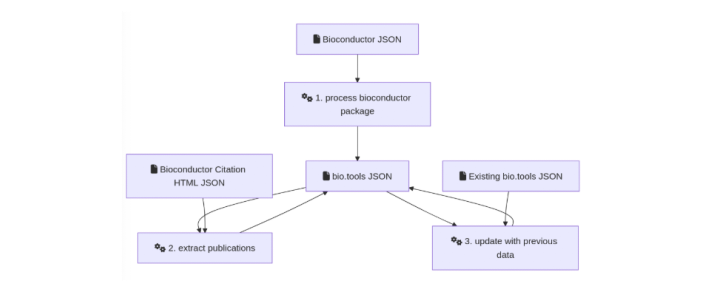 Bioconductor JSON
1. process bioconductor
package
Bioconductor Citation
HTML JSON
bio.tools JSON
Existing bio.tools JSON
2. extract publications
3. update with previous
data